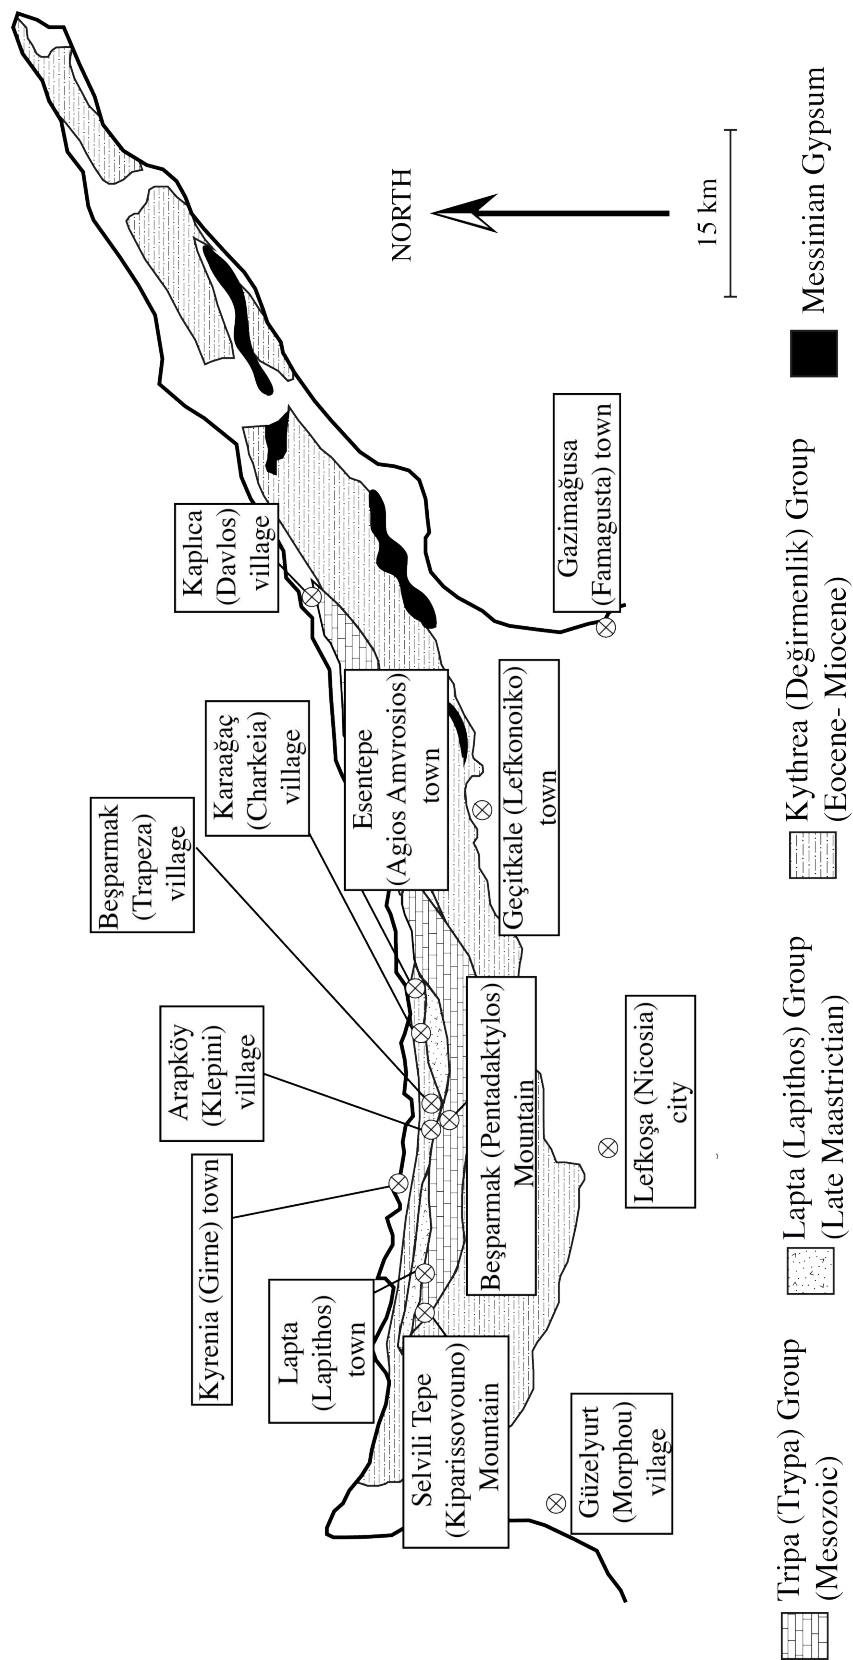 Kaplıca
(Davlos)
village
Karaağaç
(Charkeia)
village
Beşparmak
(Trapeza)
village
Arapköy
(Klepini)
village
Kyrenia (Girne) town
Lapta
(Lapithos)
town
Selvili Tepe
(Kiparissovouno)
Mountain
Beşparmak (Pentadaktylos)
Mountain
Esentepe
(Agios Amvrosios)
town
Geçitkale (Lefkonoiko)
town
Gazimağusa
(Famagusta) town
Lefkoşa (Nicosia)
city
Güzelyurt
(Morphou)
vilage
NORTH
15 km
Tripa (Trypa) Group
(Mesozoic)
Lapta (Lapithos) Group
(Late Maastrictian)
Kythrea (Değirmenlik) Group
(Eocene- Miocene)
Messinian Gypsum